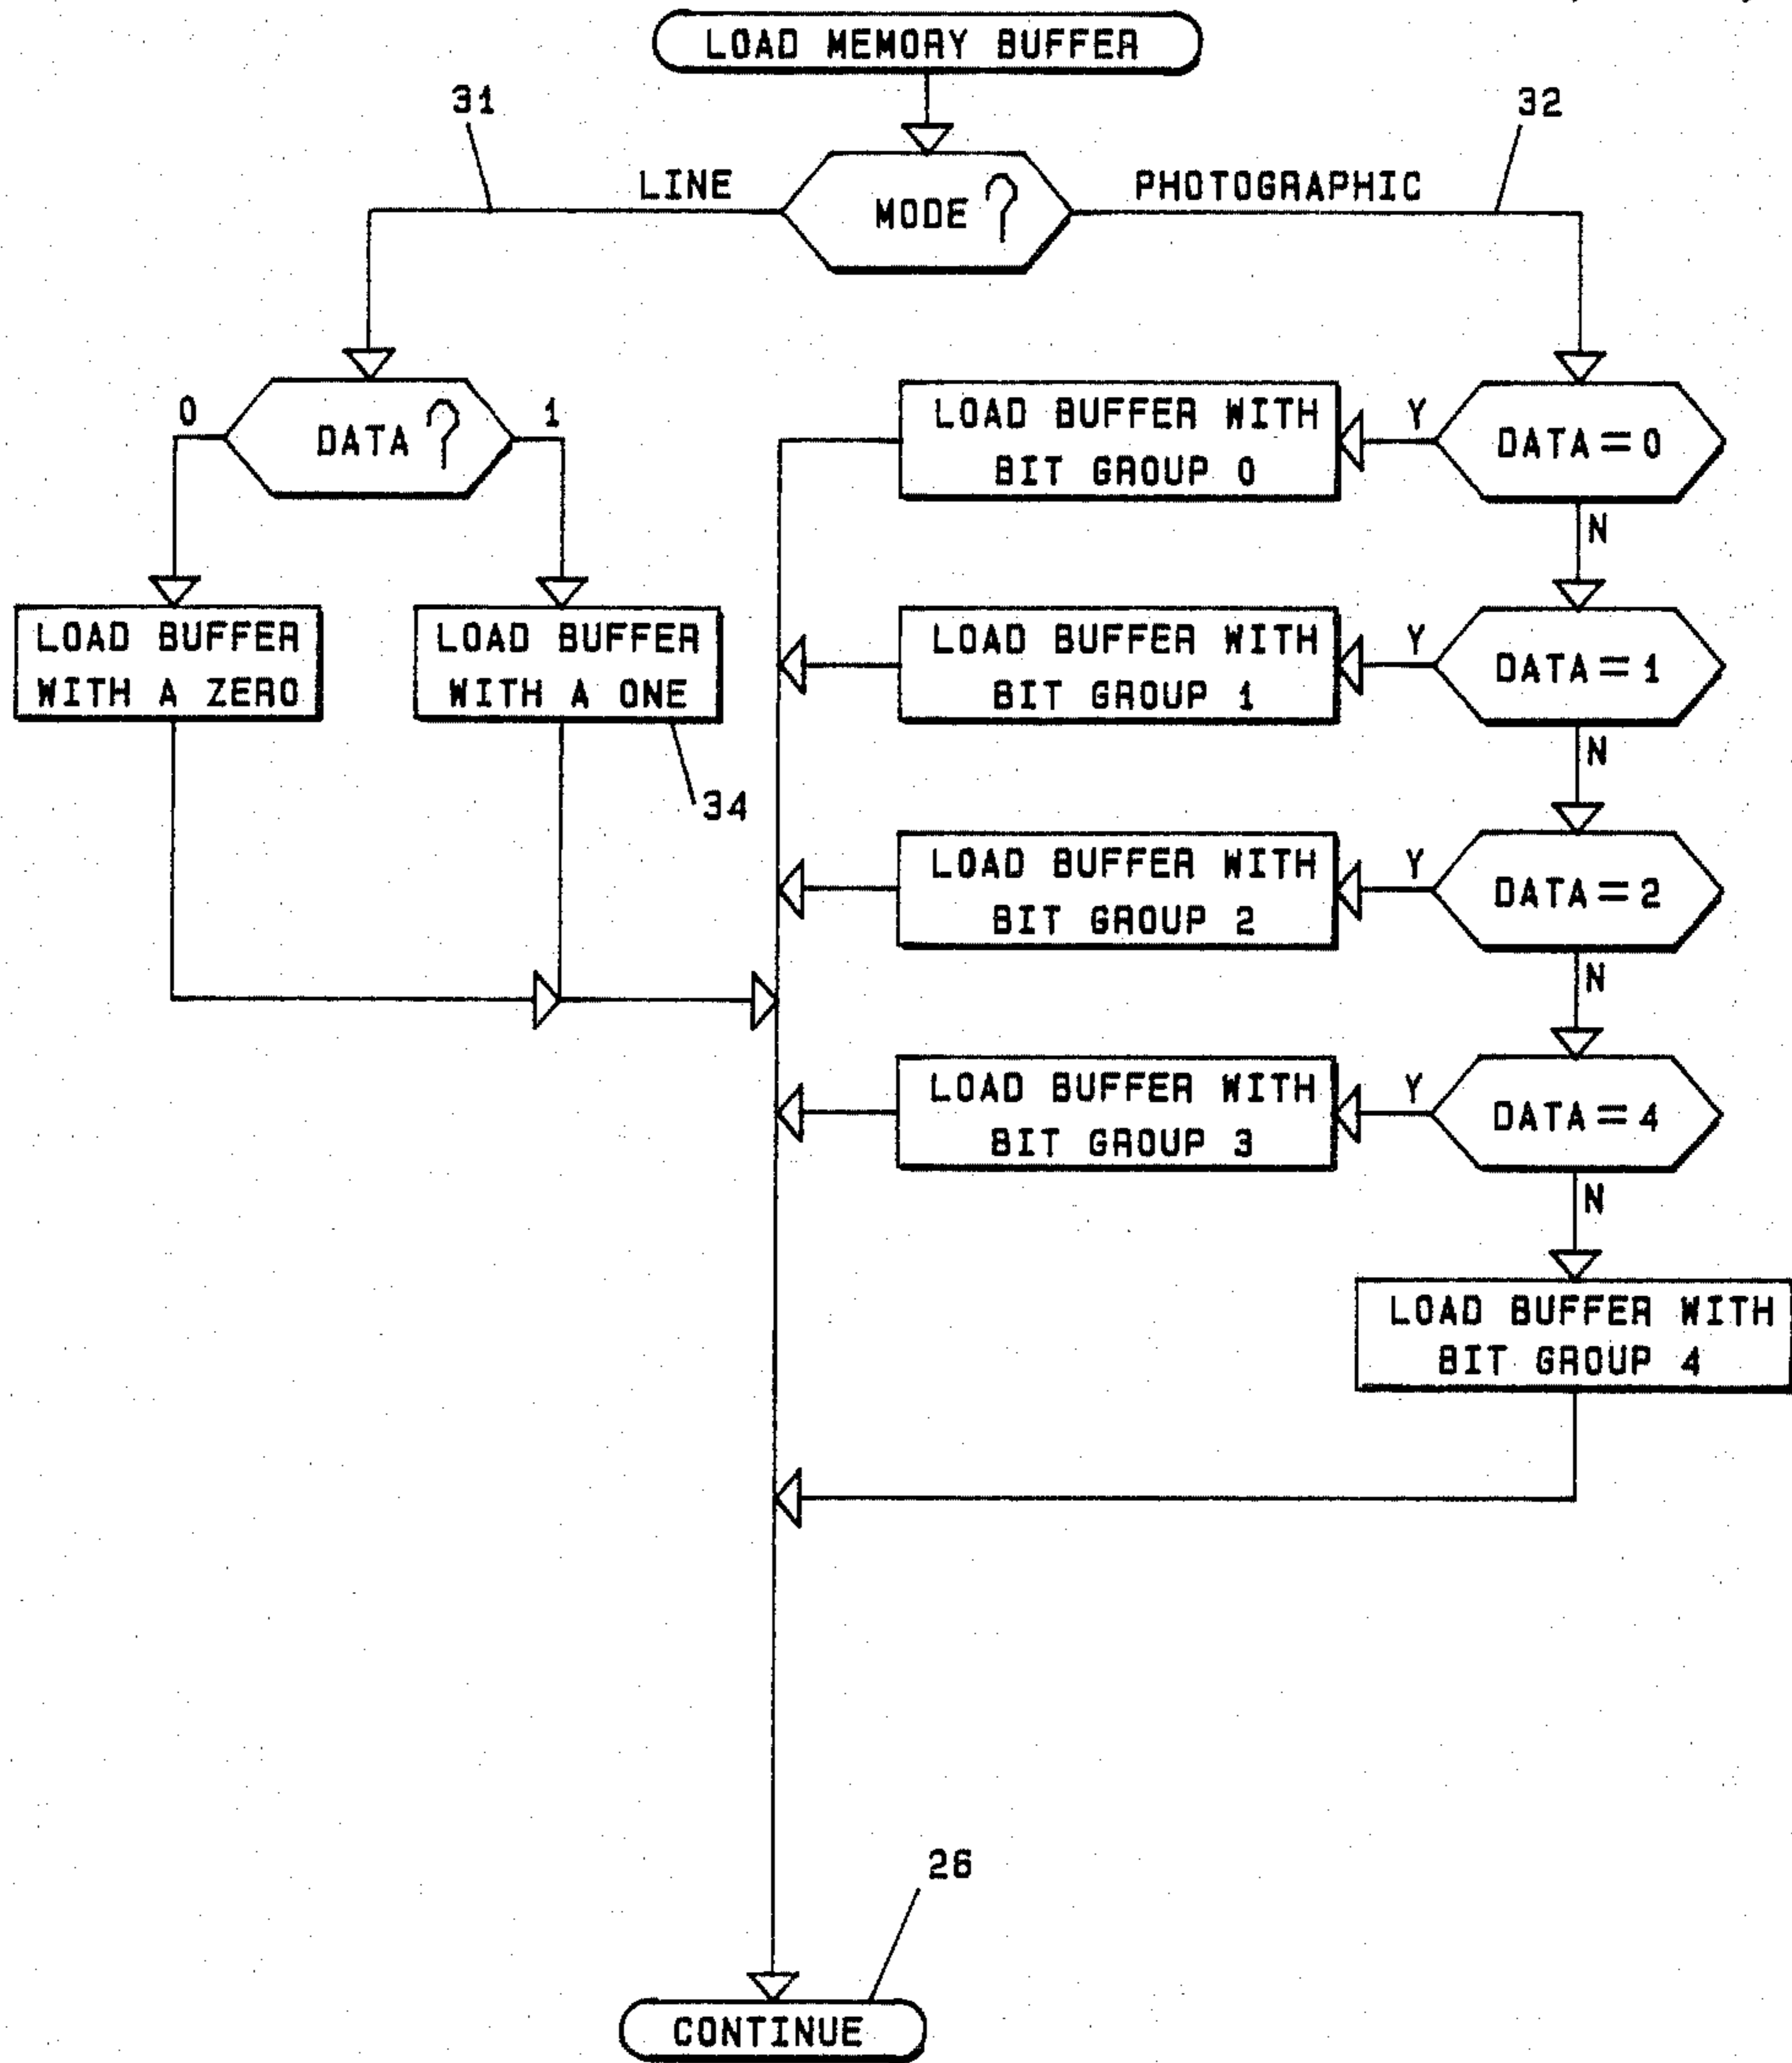 LOAD MEMORY BUFFER
31
32
LINE
MODE ?
PHOTOGRAPHIC
0
DATA ?
1
LOAD BUFFER WITH
BIT GROUP 0
Y
DATA = 0
N
LOAD BUFFER
WITH A ZERO
LOAD BUFFER
WITH A ONE
34
LOAD BUFFER WITH
BIT GROUP 1
Y
DATA = 1
N
LOAD BUFFER WITH
BIT GROUP 2
Y
DATA = 2
N
LOAD BUFFER WITH
BIT GROUP 3
Y
DATA = 4
N
LOAD BUFFER WITH
BIT GROUP 4
26
CONTINUE